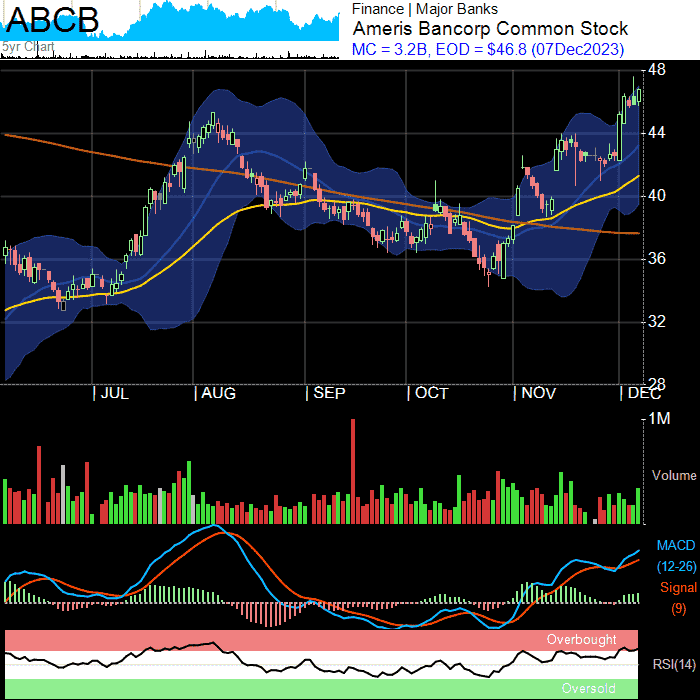 ABCB
5yr Chart
Finance | Major Banks
Ameris Bancorp Common Stock
MC = 3.2B, EOD = $46.8 (07Dec2023)
48
44
40
36
32
28
| JUL | AUG | SEP | OCT | NOV | DEC
1M
Volume
MACD
(12-26)
Signal
(9)
Overbought
RSI(14)
Oversold